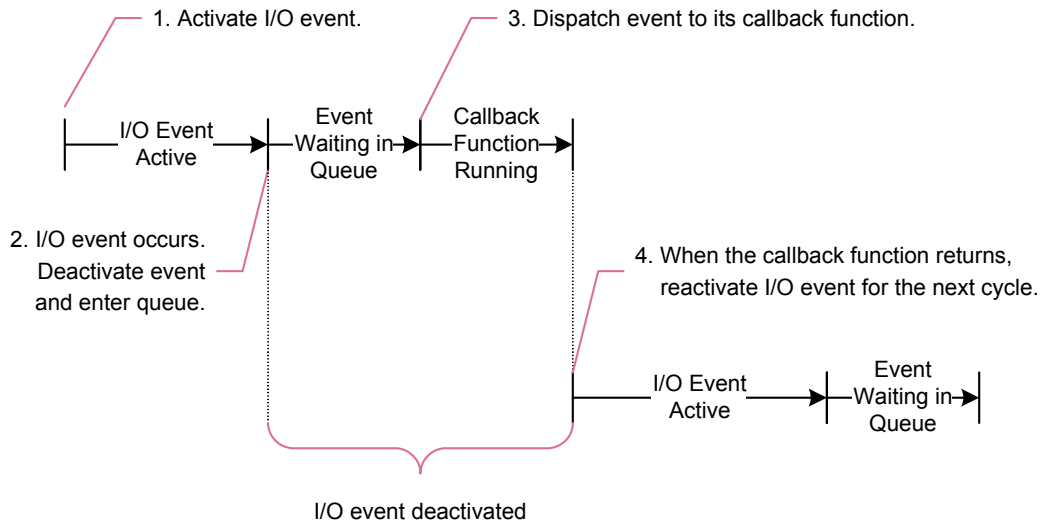 1. Activate I/O event.
3. Dispatch event to its callback function.
I/O Event
Active
Event
Waiting in
Queue
Callback
Function
Running
2. I/O event occurs.
Deactivate event
and enter queue.
4. When the callback function returns,
reactivate I/O event for the next cycle.
I/O Event
Active
Event
Waiting in
Queue
I/O event deactivated